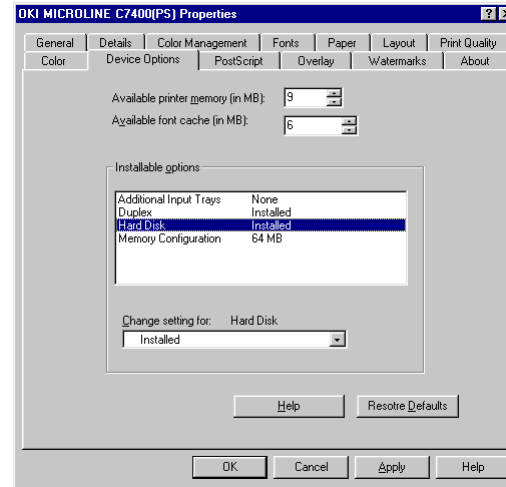 OKI MICROLINE C7400(PS) Properties
General Details Color Management Fonts Paper Layout Print Quality
Color Device Options PostScript Overlay Watermarks About
Available printer memory (in MB): 9
Available font cache (in MB): 6
Installable options
Additional Input Trays None
Duplex Installed
Hard Disk Installed
Memory Configuration 64 MB
Change setting for: Hard Disk
Installed
Help Resotre Defaults
OK Cancel Apply Help